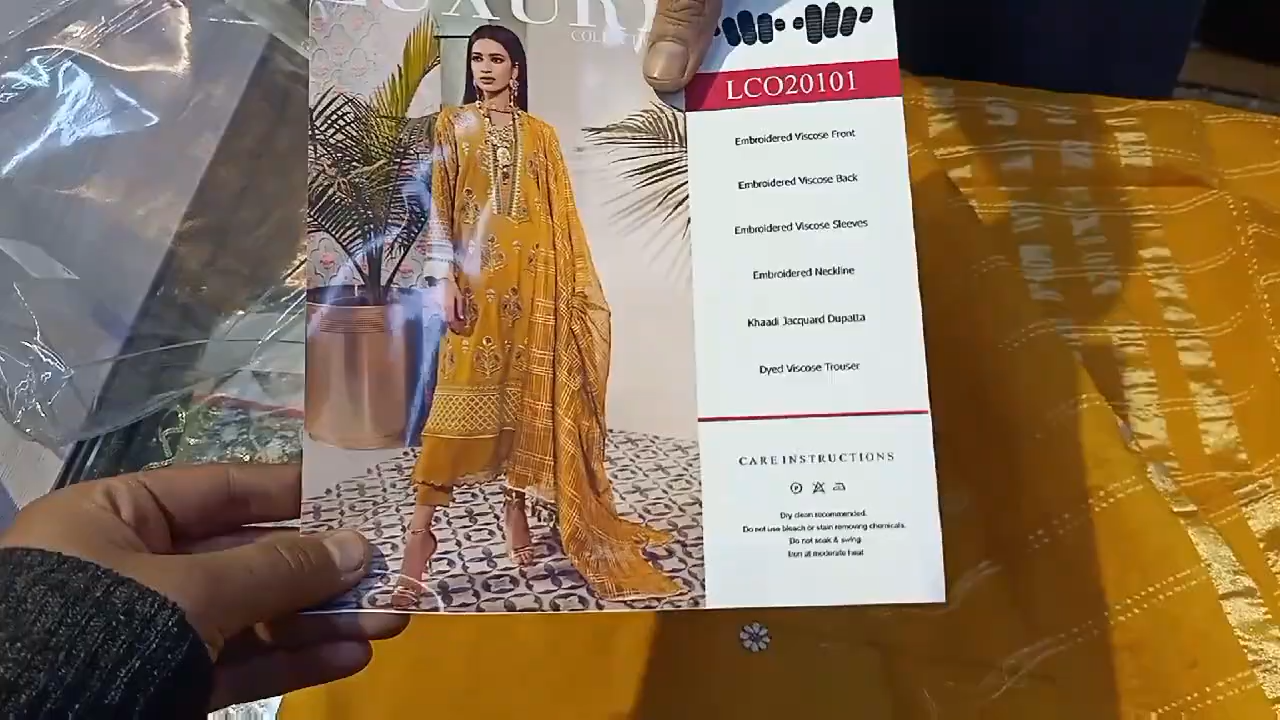 LUXURY
LCO20101
Embroidered Viscose Front
Embroidered Viscose Back
Embroidered Viscose Sleeves
Embroidered Neckline
Khaadi Jacquard Dupatta
Dyed Viscose Trouser
CARE INSTRUCTIONS
Dry clean recommended.
Do not use bleach or stain removing chemicals.
Do not soak & swing
Iron at moderate heat